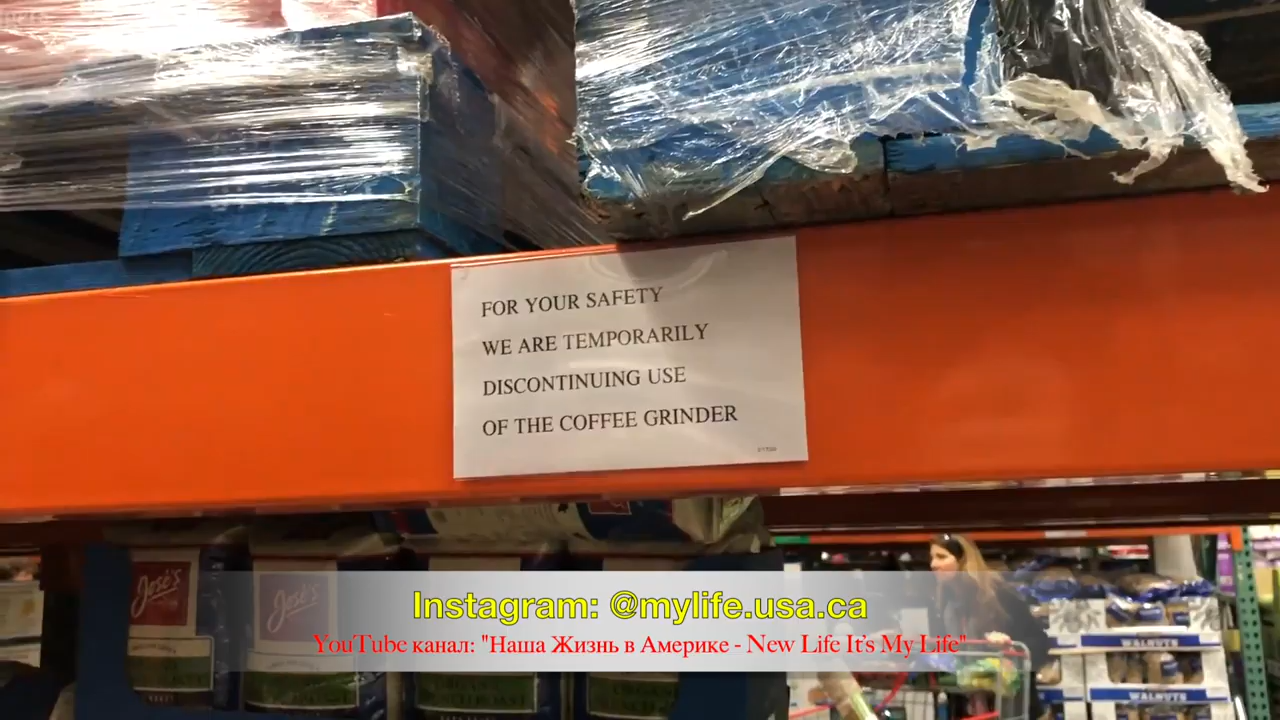 FOR YOUR SAFETY
WE ARE TEMPORARILY
DISCONTINUING USE
OF THE COFFEE GRINDER
José's
José's
WALNUTS
WALNUTS
Instagram: @mylife.usa.ca
YouTube канал: "Наша Жизнь в Америке - New Life It's My Life"